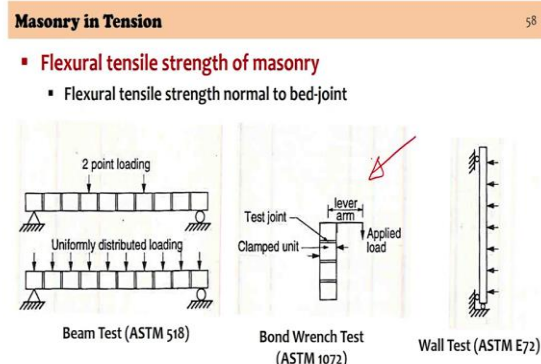 Masonry in Tension
58
Flexural tensile strength of masonry
Flexural tensile strength normal to bed-joint
2 point loading
Uniformly distributed loading
Beam Test (ASTM 518)
lever
arm
Test joint
Applied
load
Clamped unit
Bond Wrench Test
(ASTM 1072)
Wall Test (ASTM E72)